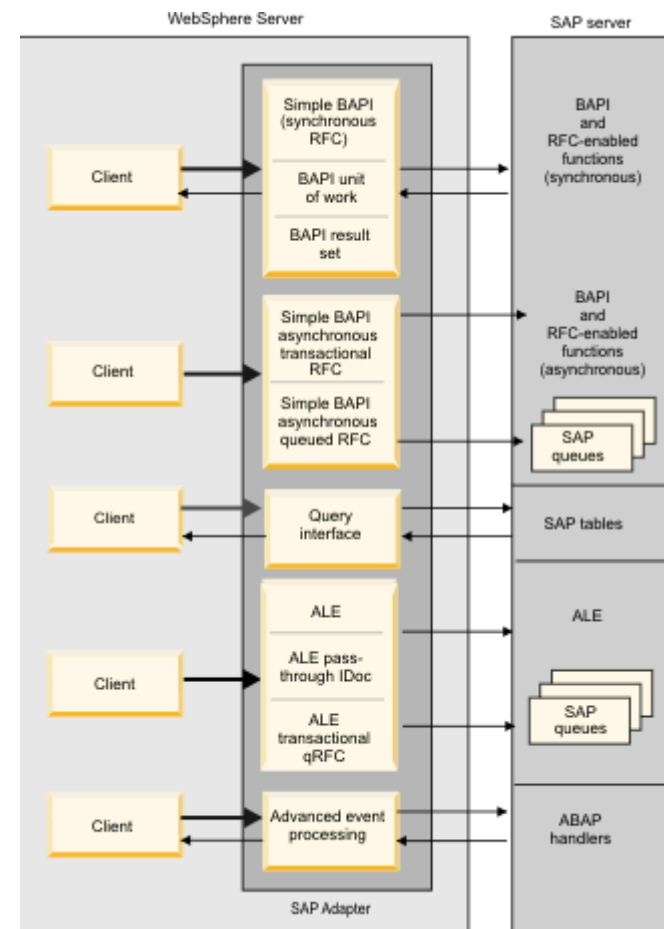 WebSphere Server
SAP server
Client
Simple BAPI
(synchronous
RFC)
BAPI unit
of work
BAPI result
set
BAPI
and
RFC-enabled
functions
(synchronous)
Client
Simple BAPI
asynchronous
transactional
RFC
Simple BAPI
asynchronous
queued RFC
BAPI
and
RFC-enabled
functions
(asynchronous)
SAP
queues
Client
Query
interface
SAP tables
Client
ALE
ALE pass-
through IDoc
ALE
transactional
qRFC
ALE
SAP
queues
Client
Advanced event
processing
ABAP
handlers
SAP Adapter